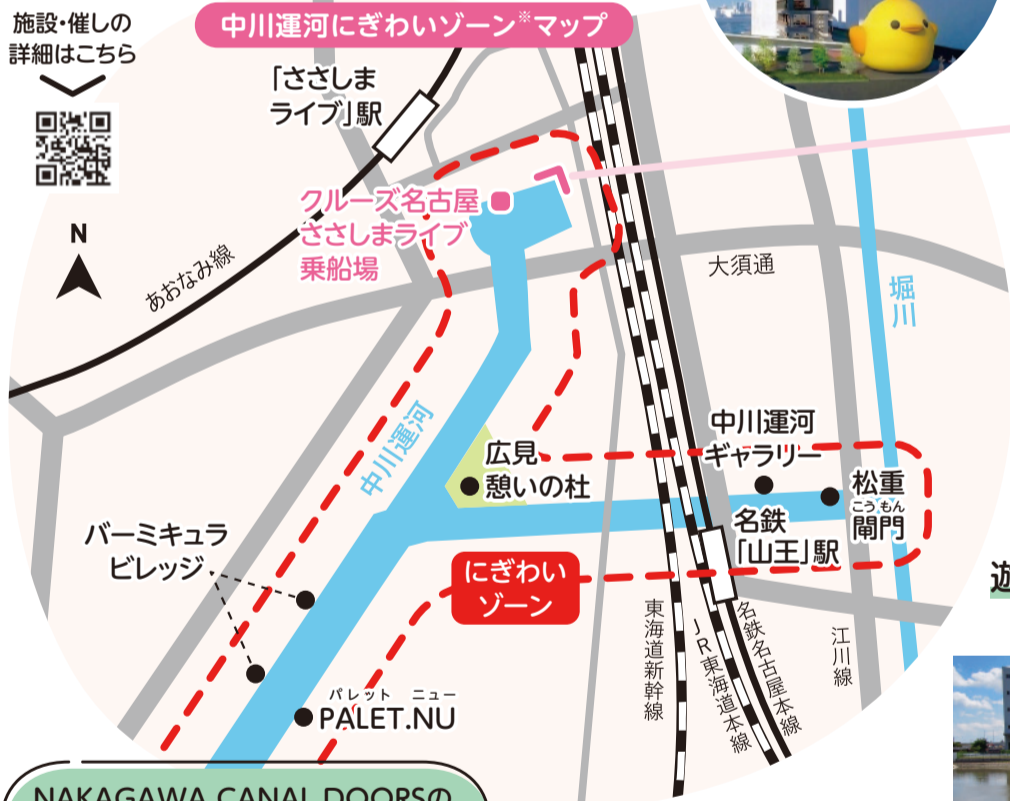 施設・催しの
詳細はこちら
中川運河にぎわいゾーン※マップ
「ささしま
ライブ」駅
N
クルーズ名古屋
ささしまライブ
乗船場
あおなみ線
大須通
堀川
中川運河
広見
憩いの杜
中川運河
ギャラリー
松重
こうもん
閘門
名鉄
「山王」駅
バーミキュラ
ビレッジ
にぎわい
ゾーン
東海道新幹線
JR東海道本線
名鉄名古屋本線
江川線
パレット ニュー
PALET.NU
遊
NAKAGAWA CANAL DOORSの